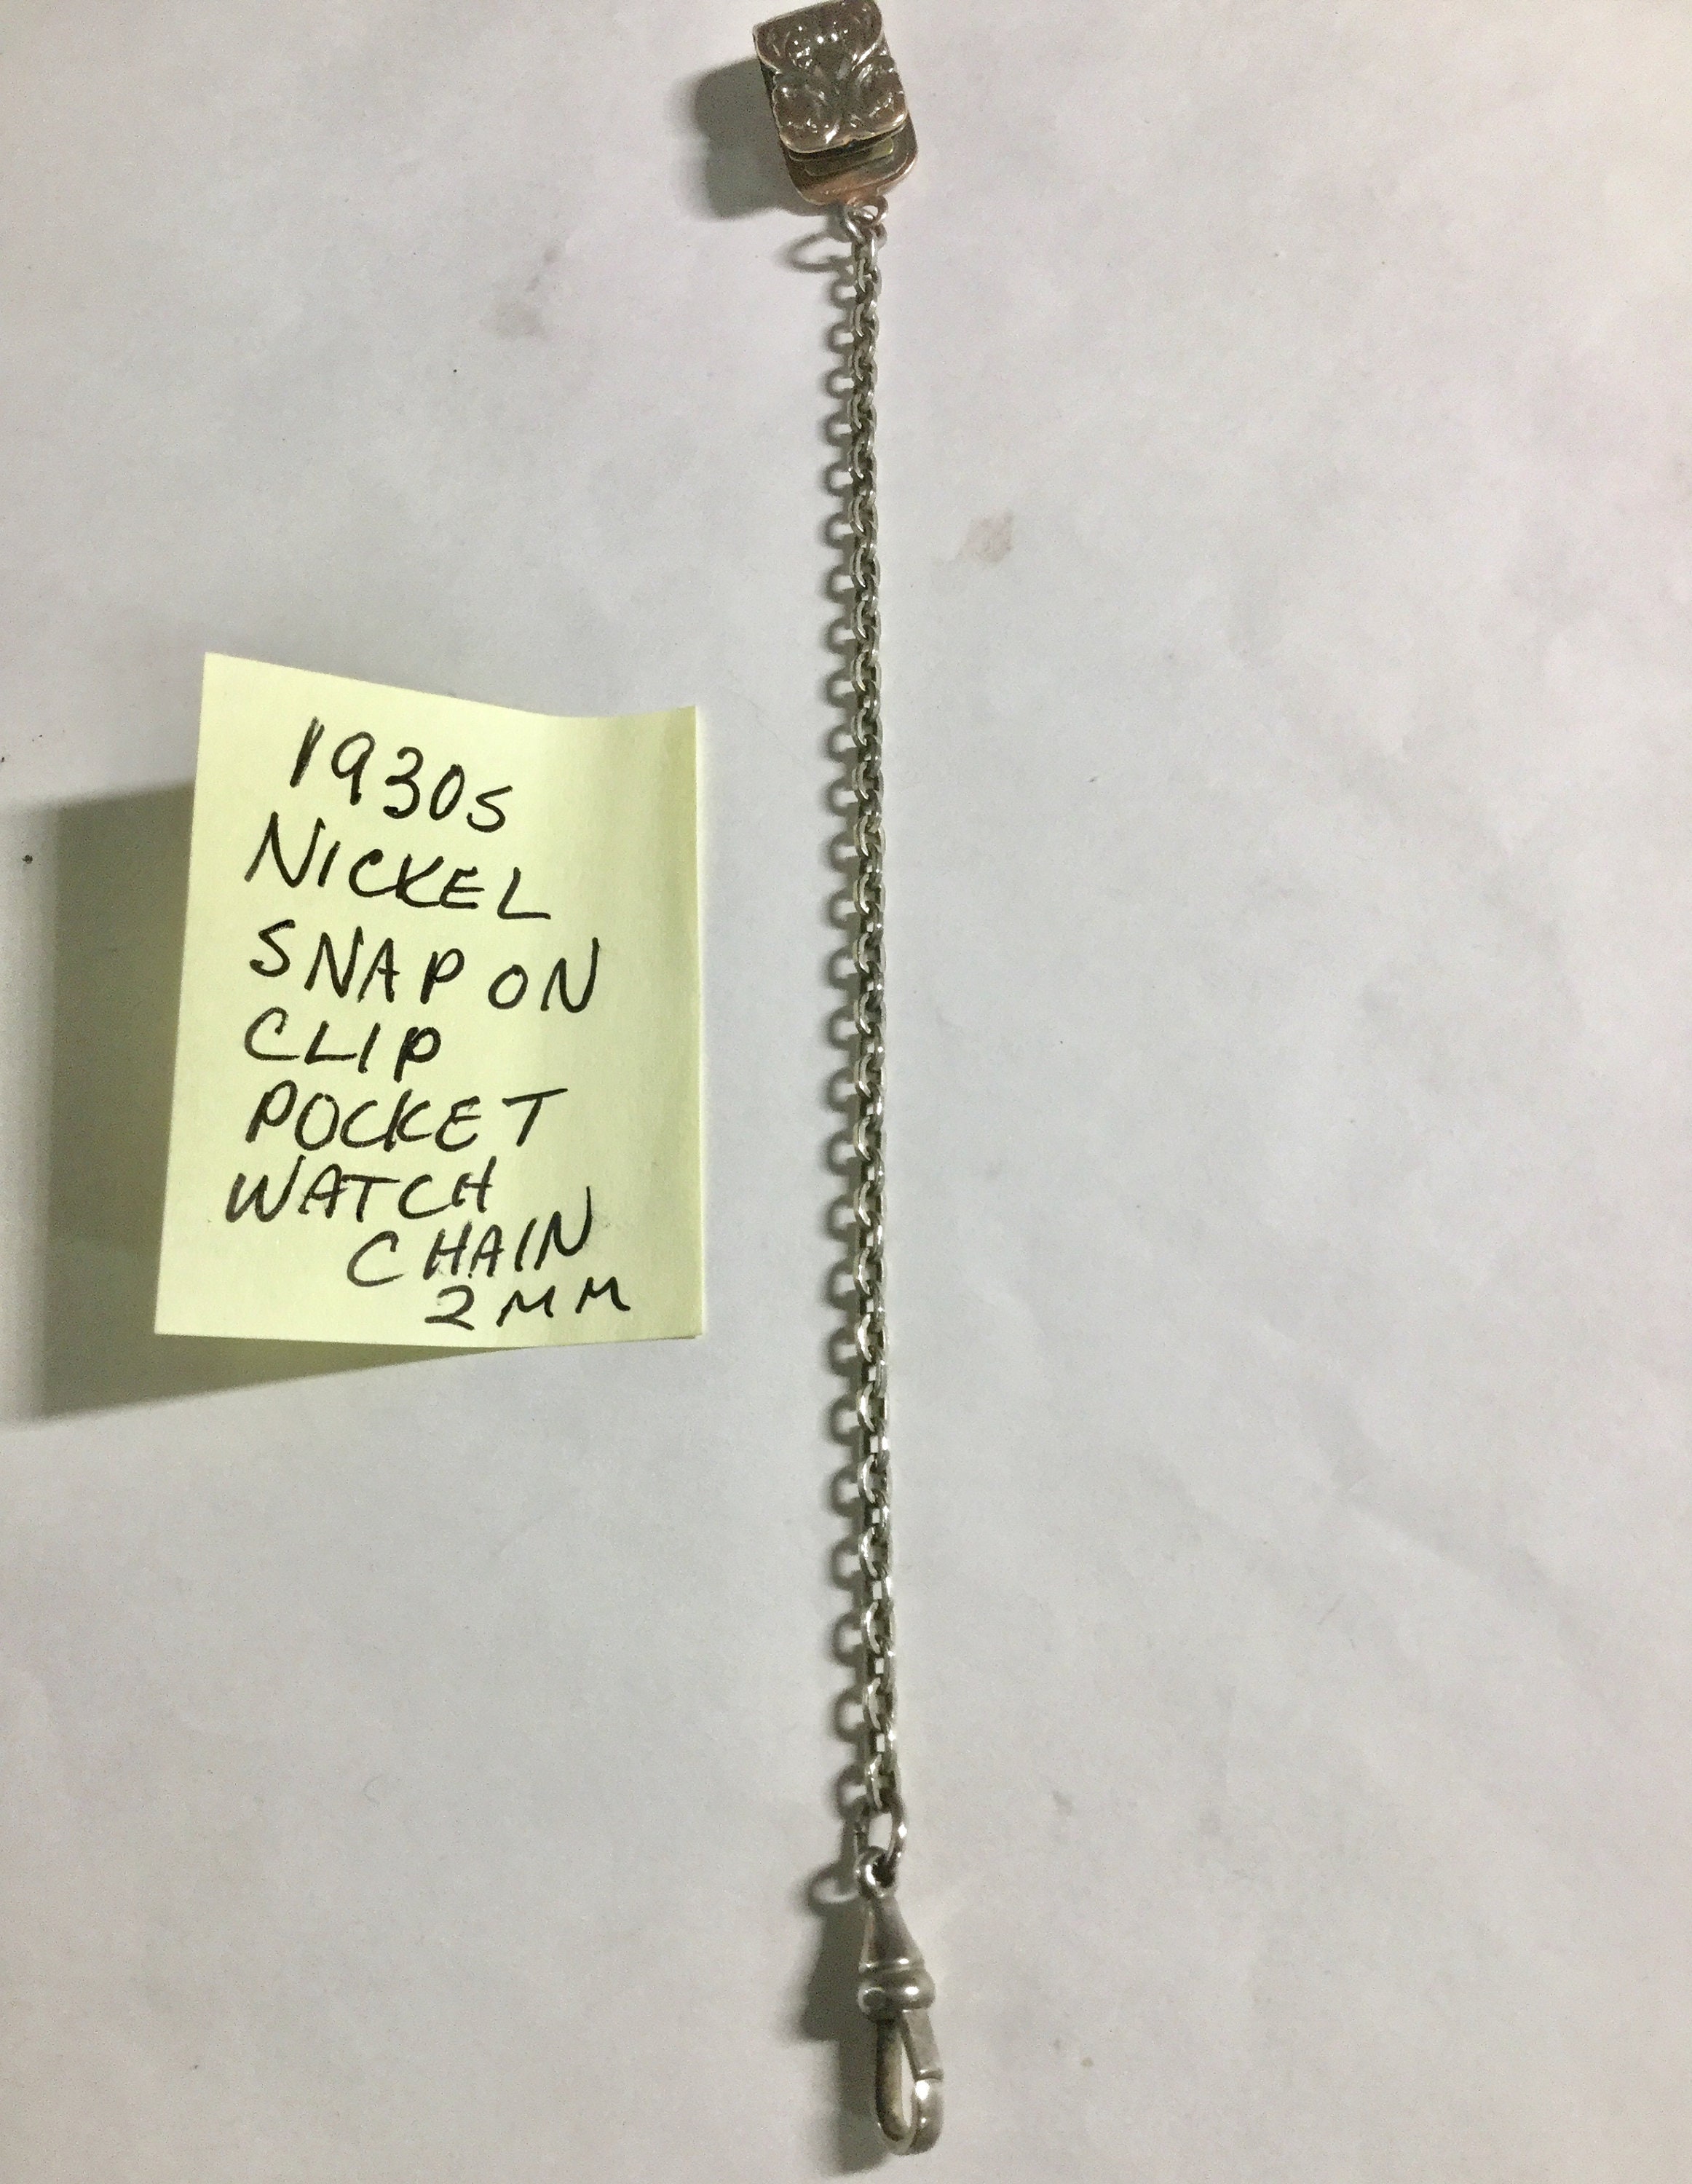 1930s
NICKEL
SNAP ON
CLIP
POCKET
WATCH
CHAIN
2MM